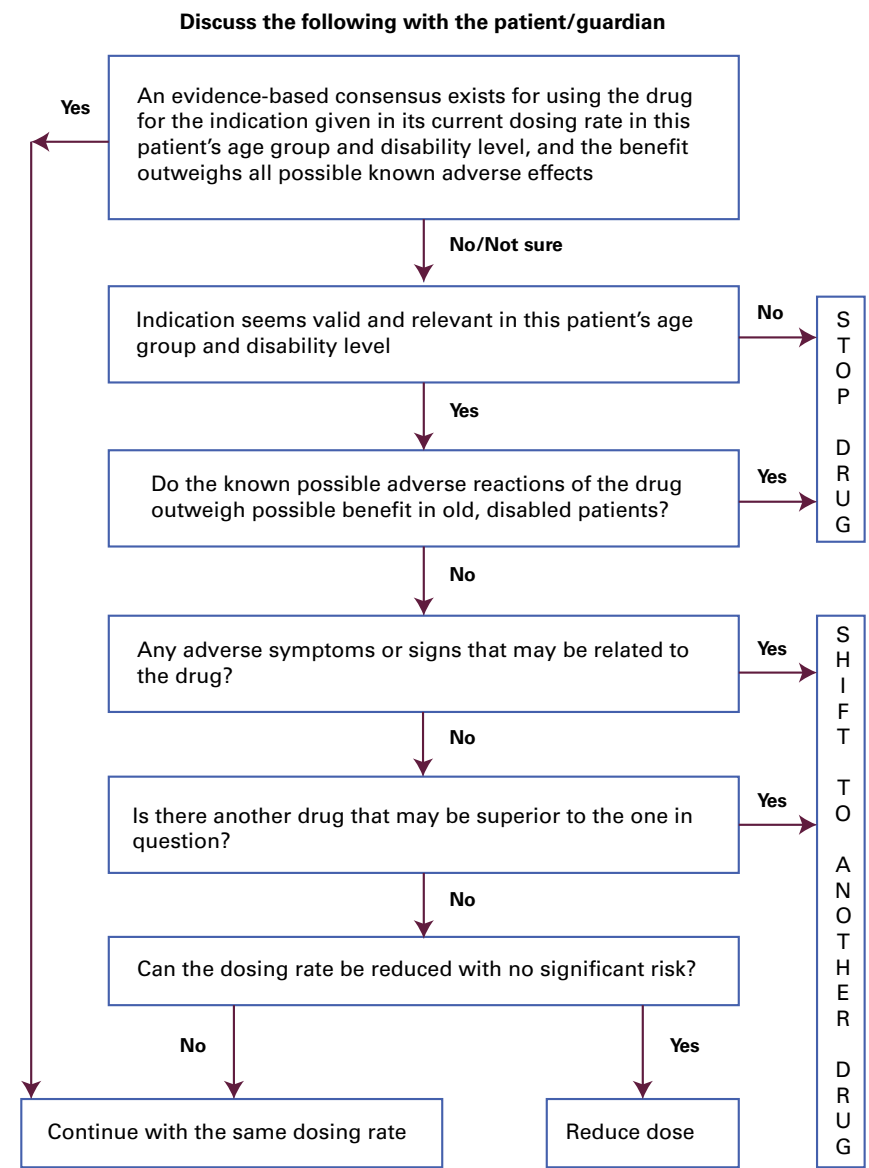 Discuss the following with the patient/guardian
Yes
An evidence-based consensus exists for using the drug
for the indication given in its current dosing rate in this
patient's age group and disability level, and the benefit
outweighs all possible known adverse effects
No/Not sure
Indication seems valid and relevant in this patient's age
group and disability level
No
Yes
Do the known possible adverse reactions of the drug
outweigh possible benefit in old, disabled patients?
Yes
STOP DRUG
No
Any adverse symptoms or signs that may be related to
the drug?
Yes
No
Is there another drug that may be superior to the one in
question?
Yes
SHIFT TO ANOTHER DRUG
No
Can the dosing rate be reduced with no significant risk?
No
Yes
Continue with the same dosing rate
Reduce dose